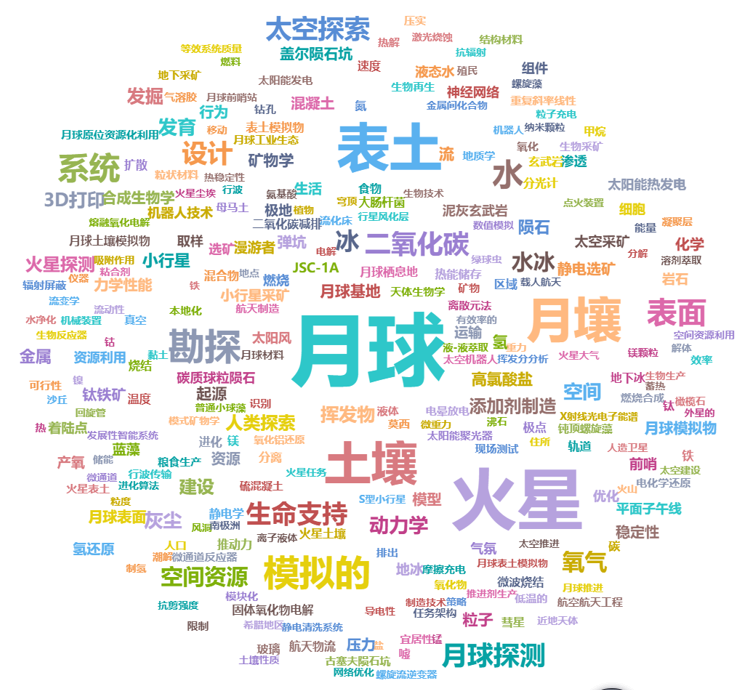 压实
太空探索
热解
激光烧蚀
结构材料
等效系统质量
盖尔陨石坑
抗辐射
燃料
速度
液态水
殖民
组件
地下采矿
太阳能发电
生物再生
神经网络
螺旋藻
发掘
气溶胶
月球前哨站
混凝土
氮
金属间化合物
重复斜率线性
行为
钻孔
粒子充电
月球原位资源化利用
发育
移动
表土模拟物
月球工业生态
表土
机器人
纳米颗粒
甲烷
氧化
生物采矿
系统
扩散
设计
矿物学
流
地质学
水
玄武岩
渗透
粒状材料
热稳定性
分光计
太阳能热发电
3D打印
合成生物学
火星尘埃
行波
氨基酸
生活
食物
生物技术
穹顶
大肠杆菌
点火装置
细胞
母马土
机器人技术
极地
植物
行星风化层
泥灰玄武岩
陨石
能量
凝聚层
熔融氧化电解
二氧化碳减排
流化床
数值模拟
月球土壤模拟物
取样
选矿
漫游者
弹坑
冰
二氧化碳
太空采矿
化学
电解
绿球虫
水冰
分解
溶剂萃取
火星探测
吸附作用
小行星
JSC-1A
月球栖息地
热能储存
静电选矿
粘合剂
仪器
混合物
地点
燃烧
岩石
辐射屏蔽
力学性能
铁
小行星采矿
月球基地
天体生物学
矿物
区域
载人航天
流变学
流动性
本地化
航天制造
离散元法
月壤
表面
水净化
机械装置
真空
有效率的
运输
月球
勘探
太阳风
氢
生物反应器
钴
液-液萃取
重力
空间资源利用
金属
资源利用
黏土
月球材料
太空机器人
挥发分分析
火星大气
镁颗粒
解体
效率
烧结
碳质球粒陨石
高氯酸盐
地下冰
生物生产
可行性
镍
钛铁矿
起源
空间
蓄热
沙丘
温度
普通小球藻
识别
添加剂制造
燃烧合成
钛
橄榄石
回旋管
人类探索
挥发物
液体
电晕放电
X射线光电子能谱
外星的
热
着陆点
模式矿物学
莫西
微重力
沸石
钝顶螺旋藻
月球模拟物
发展性智能系统
进化
镁
氧化铝还原
太阳能聚光器
极点
住所
蓝藻
土壤
现场测试
轨道
人造卫星
产氧
储能
粮食生产
资源
分离
前哨
铁
行波传输
火星任务
太空建设
微通道
火星表土
进化算法
建设
硫混凝土
S型小行星
模型
火星
优化
火山
电化学还原
粒度
静电学
生命支持
平面子午线
月球表面
灰尘
风洞
南极洲
动力学
稳定性
火星土壤
离子液体
推动力
太空推进
碳
氢还原
人口
排出
气氛
潮解
微通道反应器
月球表土模拟物
氧气
制氢
空间资源
模拟的
地冰
摩擦充电
微波烧结
氧化物
月球推进
模块化
推进剂生产
低温的
抗剪强度
固体氧化物电解
导电性
制造技术
策略
航空航天工程
任务架构
限制
希腊地区
静电清洗系统
粒子
彗星
近地天体
宜居性
锰
玻璃
航天物流
压力
盐
嘘
月球探测
土壤性质
古塞夫陨石坑
网络优化
螺旋流逆变器